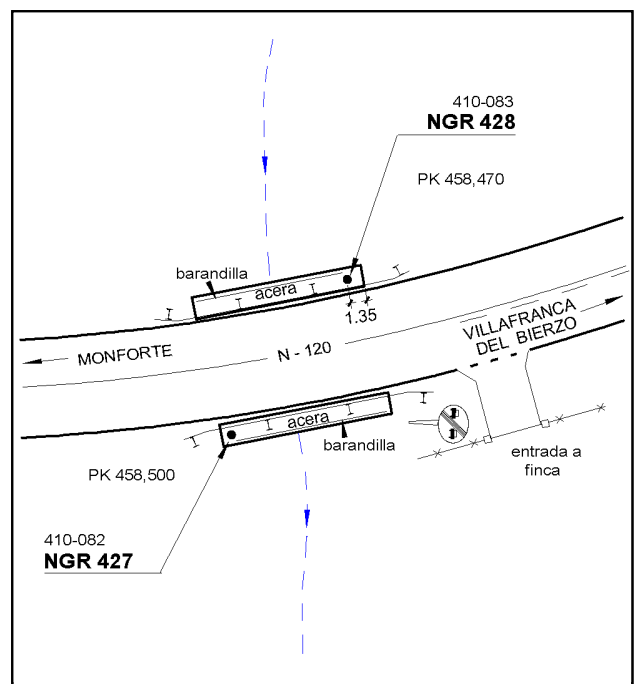 410-083
NGR 428
PK 458,470
barandilla
acera
1.35
MONFORTE
N - 120
VILLAFRANCA
DEL BIERZO
acera
barandilla
entrada a
finca
PK 458,500
410-082
NGR 427